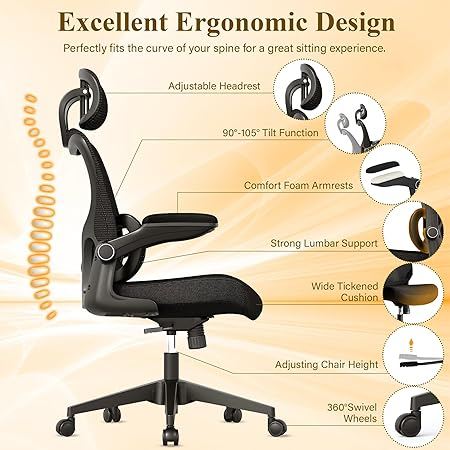 Excellent Ergonomic Design
Perfectly fits the curve of your spine for a great sitting experience.
Adjustable Headrest
90°-105° Tilt Function
Comfort Foam Armrests
Strong Lumbar Support
Wide Tickened
Cushion
Adjusting Chair Height
360°Swivel
Wheels